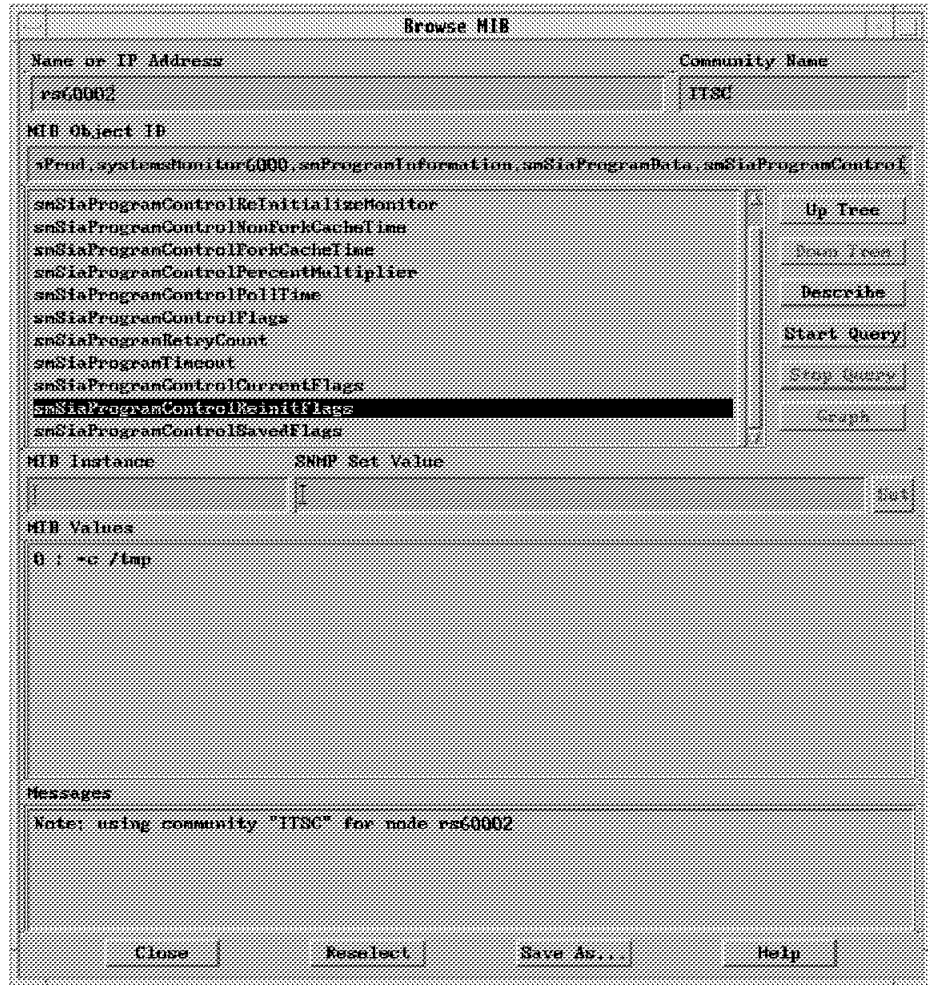 Browse MIB
Name or IP Address Community Name
rs60002 ITSC
MIB Object ID
mProd.systemsMonitor6000.smProgramInformation.smSiaProgramData.smSiaProgramControl
smSiaProgramControlReInitializeMonitor
smSiaProgramControlNonForkCacheTime
smSiaProgramControlForkCacheTime
smSiaProgramControlPercentMultiplier
smSiaProgramControlPollTime
smSiaProgramControlFlags
smSiaProgramRetryCount
smSiaProgramTimeout
smSiaProgramControlCurrentFlags
smSiaProgramControlReinitFlags
smSiaProgramControlSavedFlags
Up Tree
Down Tree
Describe
Start Query
Stop Query
Graph
MIB Instance SNMP Set Value
Set
MIB Values
0 : -c /tmp
Messages
Note: using community "ITSC" for node rs60002
Close Reselect Save As... Help